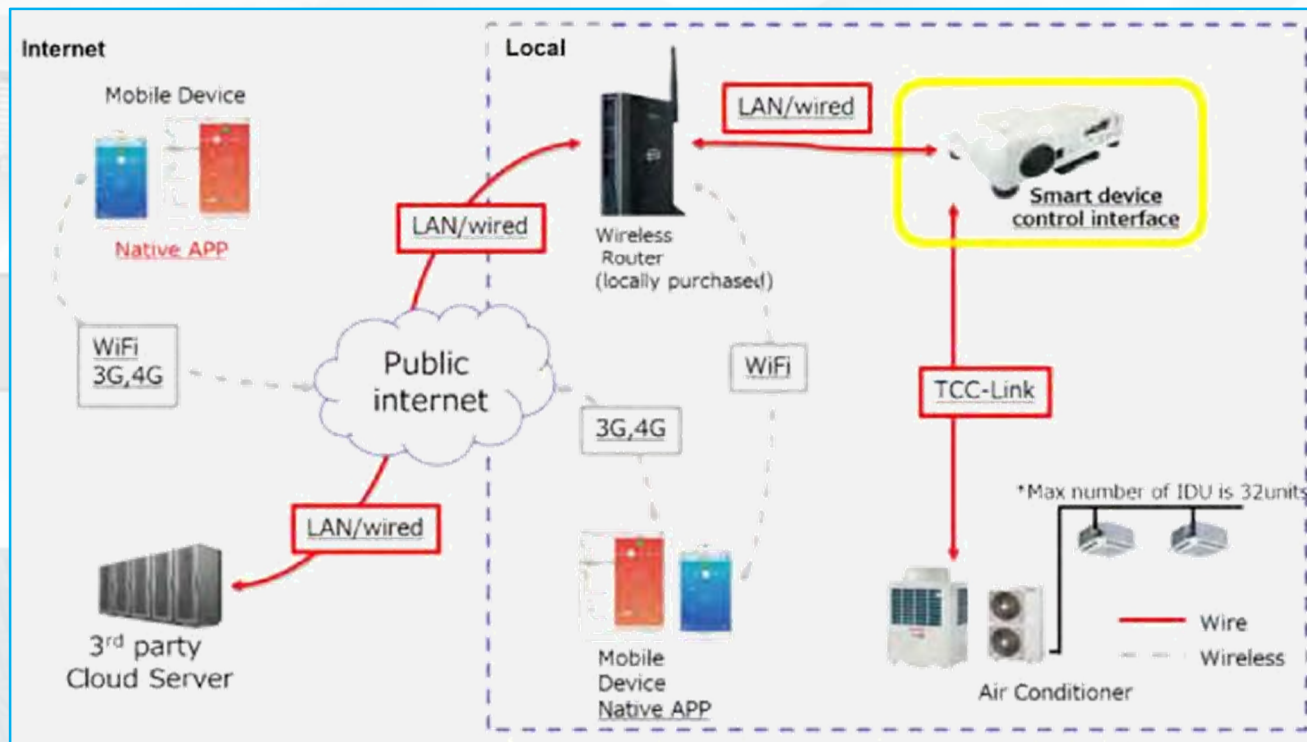 Internet
Local
Mobile Device
Native APP
LAN/wired
LAN/wired
Smart device
control interface
Wireless
Router
(locally purchased)
WiFi
3G,4G
Public
internet
WiFi
TCC-Link
3G,4G
*Max number of IDU is 32units
LAN/wired
3rd party
Cloud Server
Mobile
Device
Native APP
Air Conditioner
Wire
Wireless